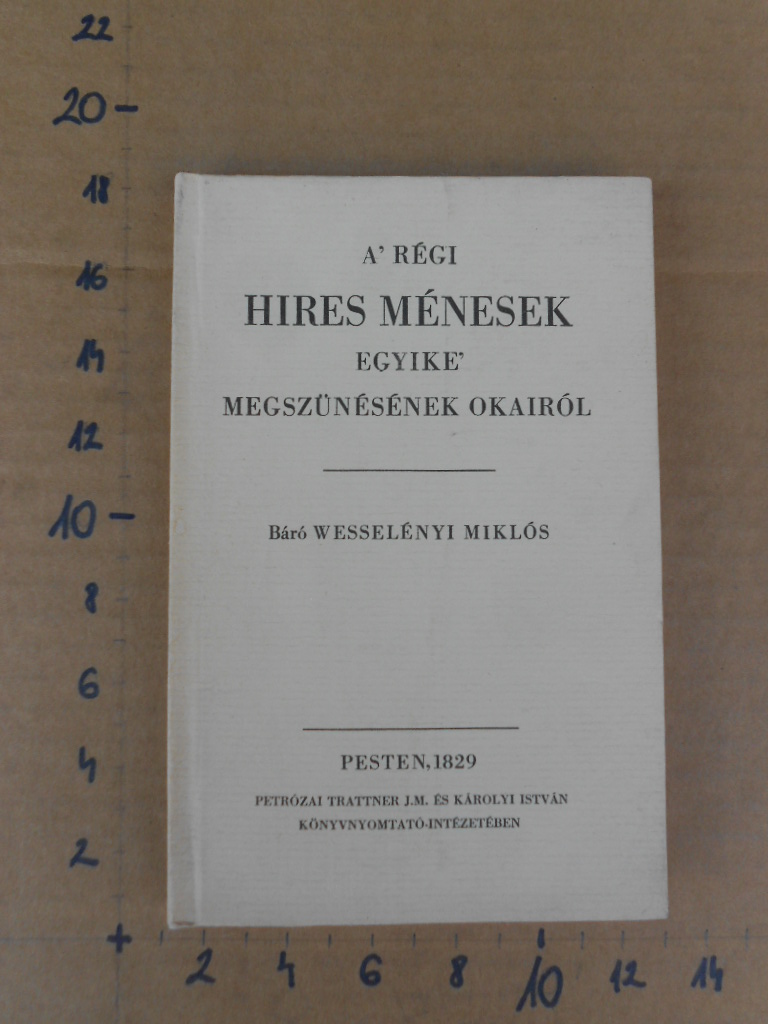 22
20
18
16
14
12
10
8
6
4
2
A' RÉGI
HIRES MÉNESEK
EGYIKE'
MEGSZÜNÉSÉNEK OKAIRÓL
Báró WESSELÉNYI MIKLÓS
PESTEN, 1829
PETRÓZAI TRATTNER J.M. ÉS KÁROLYI ISTVÁN
KÖNYVNYOMTATÓ-INTÉZETÉBEN
2 4 6 8 10 12 14